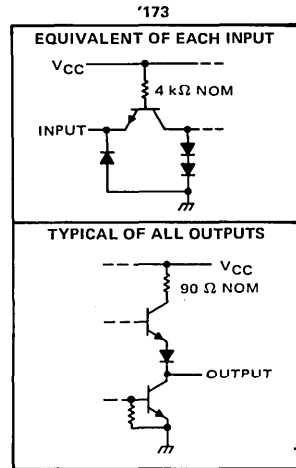 '173
EQUIVALENT OF EACH INPUT
VCC
4 kΩ NOM
INPUT
TYPICAL OF ALL OUTPUTS
VCC
90 Ω NOM
OUTPUT